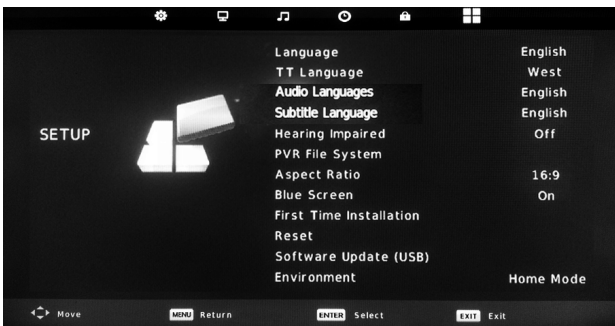 Language English
TT Language West
Audio Languages English
Subtitle Language English
SETUP
Hearing Impaired Off
PVR File System
Aspect Ratio 16:9
Blue Screen On
First Time Installation
Reset
Software Update (USB)
Environment Home Mode
Move MENU Return ENTER Select EXIT Exit